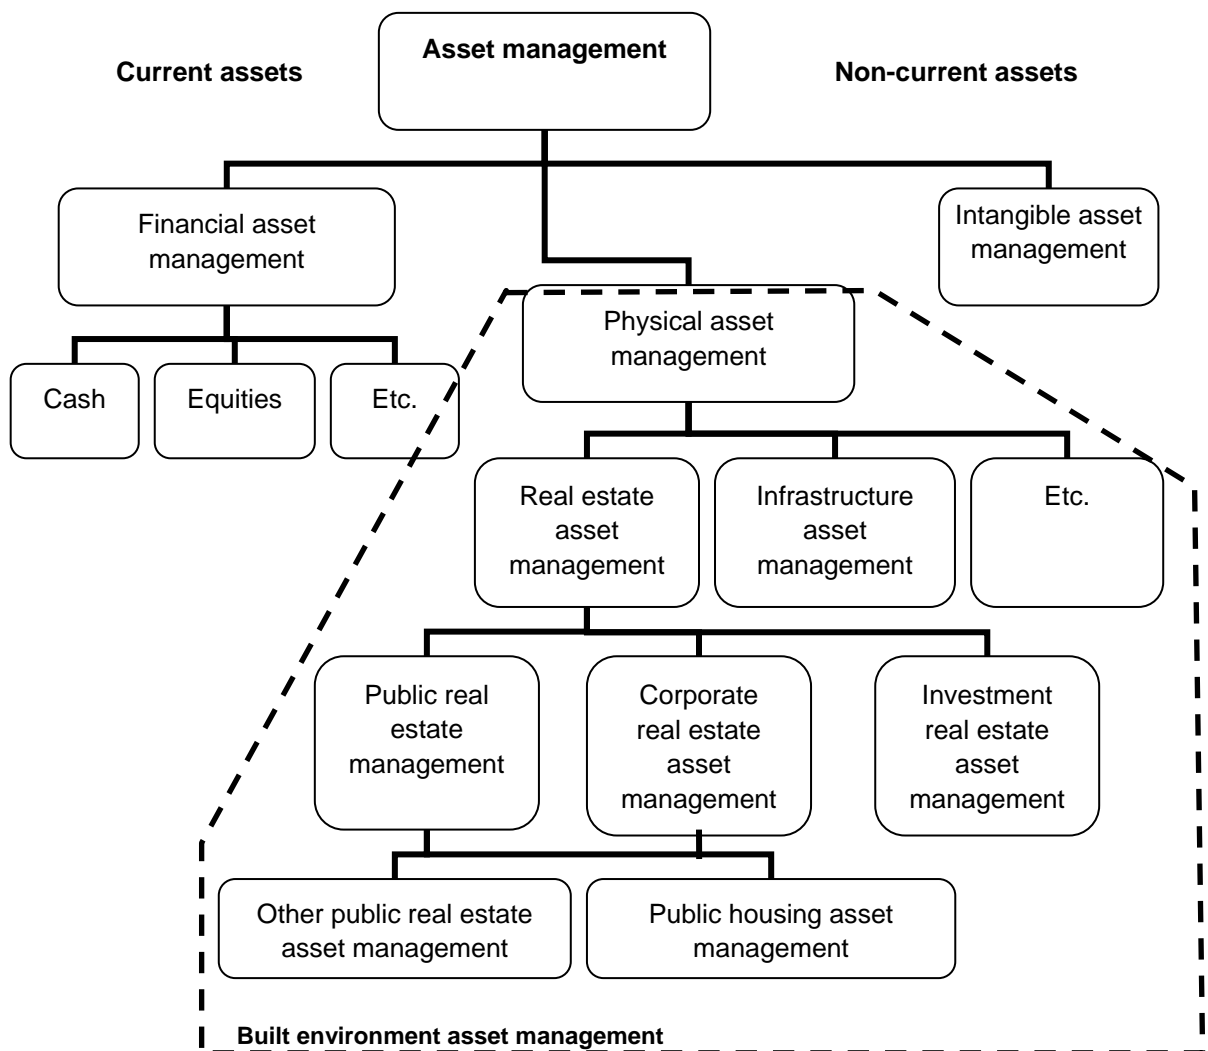 Asset management
Current assets
Non-current assets
Financial asset
management
Intangible asset
management
Physical asset
management
Cash
Equities
Etc.
Real estate
asset
management
Infrastructure
asset
management
Etc.
Public real
estate
management
Corporate
real estate
asset
management
Investment
real estate
asset
management
Other public real estate
asset management
Public housing asset
management
Built environment asset management